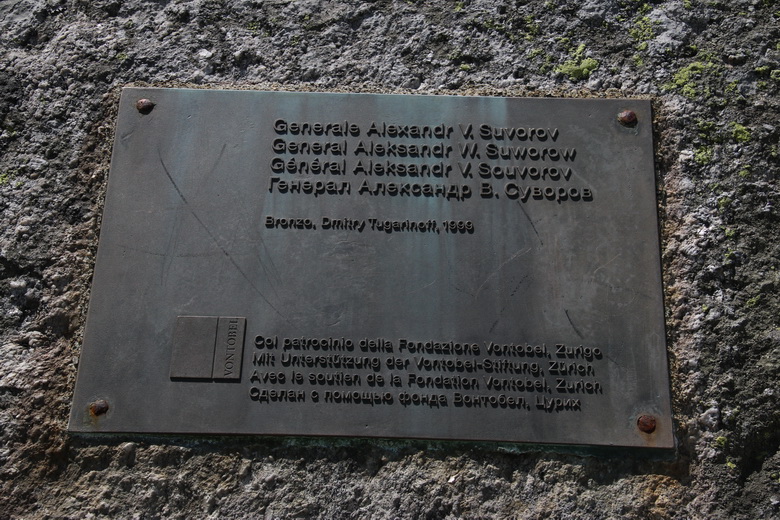 Generale Alexandr V. Suvorov
General Aleksandr W. Suworow
Général Aleksandr V. Souvorov
Генерал Александр В. Суворов
Bronzo, Dmitry Tugarinoff, 1999
VONTOBEL
Col patrocinio della Fondazione Vontobel, Zurigo
Mit Unterstützung der Vontobel-Stiftung, Zürich
Avec le soutien de la Fondation Vontobel, Zurich
Сделан с помощью фонда Вонтобел, Цурих